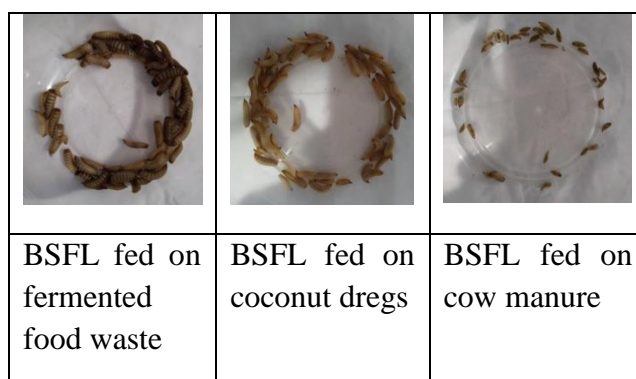 BSFL fed on
fermented
food waste
BSFL fed on
coconut dregs
BSFL fed on
cow manure